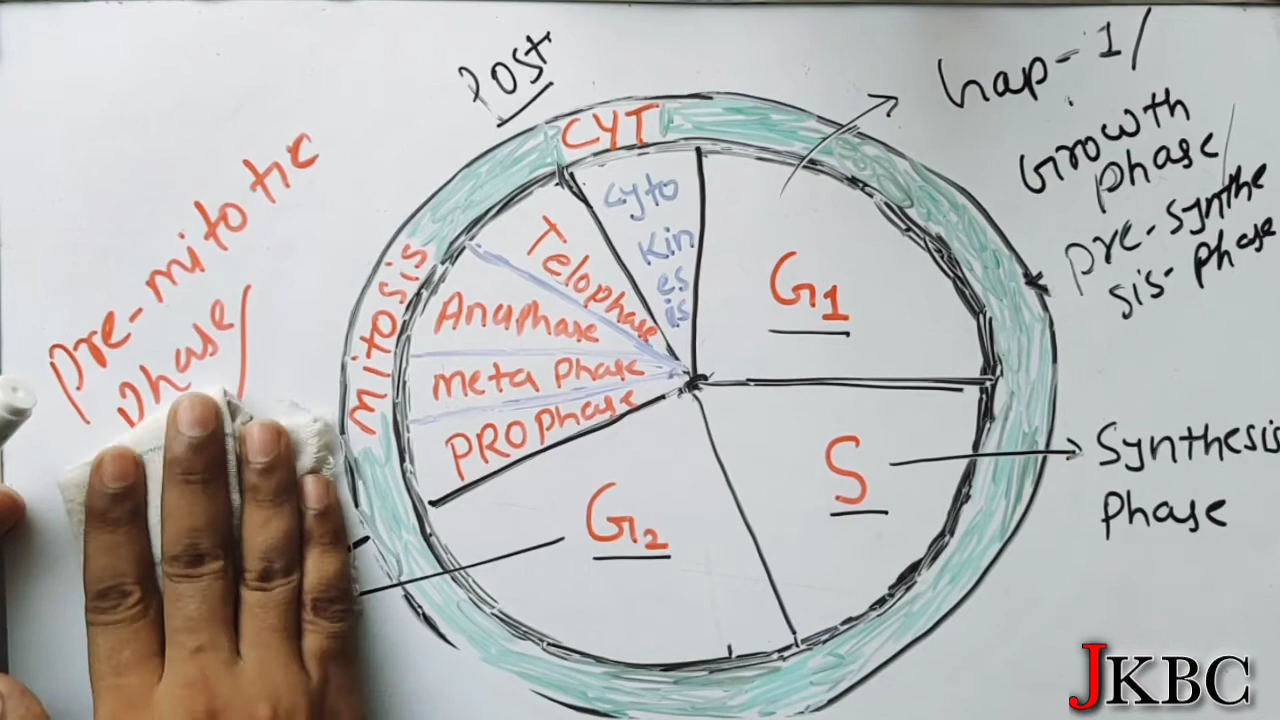 Post
Pre-mitotic
phase/
CYT
mitosis
Cyto
Kin
es
is
Telophase
Anaphase
meta phase
PROphase
G1
S
G2
Gap-1/
Growth
phase/
pre-synthe
sis-phase
Synthesis
Phase
JKBC